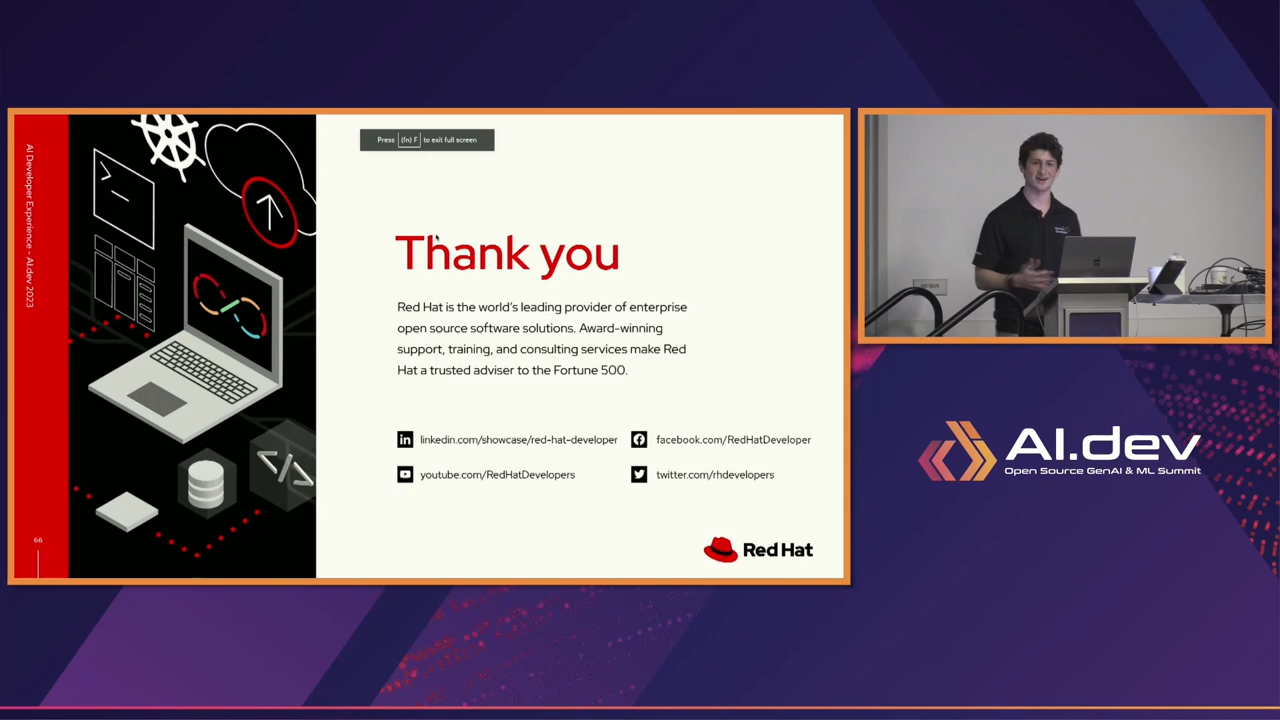 AI Developer Experience - AI.dev 2023
Press (fn) F to exit full screen
Thank you
Red Hat is the world's leading provider of enterprise
open source software solutions. Award-winning
support, training, and consulting services make Red
Hat a trusted adviser to the Fortune 500.
linkedin.com/showcase/red-hat-developer
facebook.com/RedHatDeveloper
youtube.com/RedHatDevelopers
twitter.com/rhdevelopers
66
Red Hat
AI.dev
Open Source GenAI & ML Summit